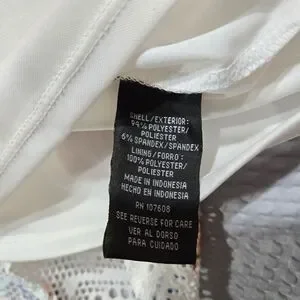 SHELL/EXTERIOR:
94% POLYESTER/
POLIESTER
6% SPANDEX/SPANDEX
LINING/FORRO:
100% POLYESTER/
POLIESTER
MADE IN INDONESIA
HECHO EN INDONESIA
RN 107608
SEE REVERSE FOR CARE
VER AL DORSO
PARA CUIDADO